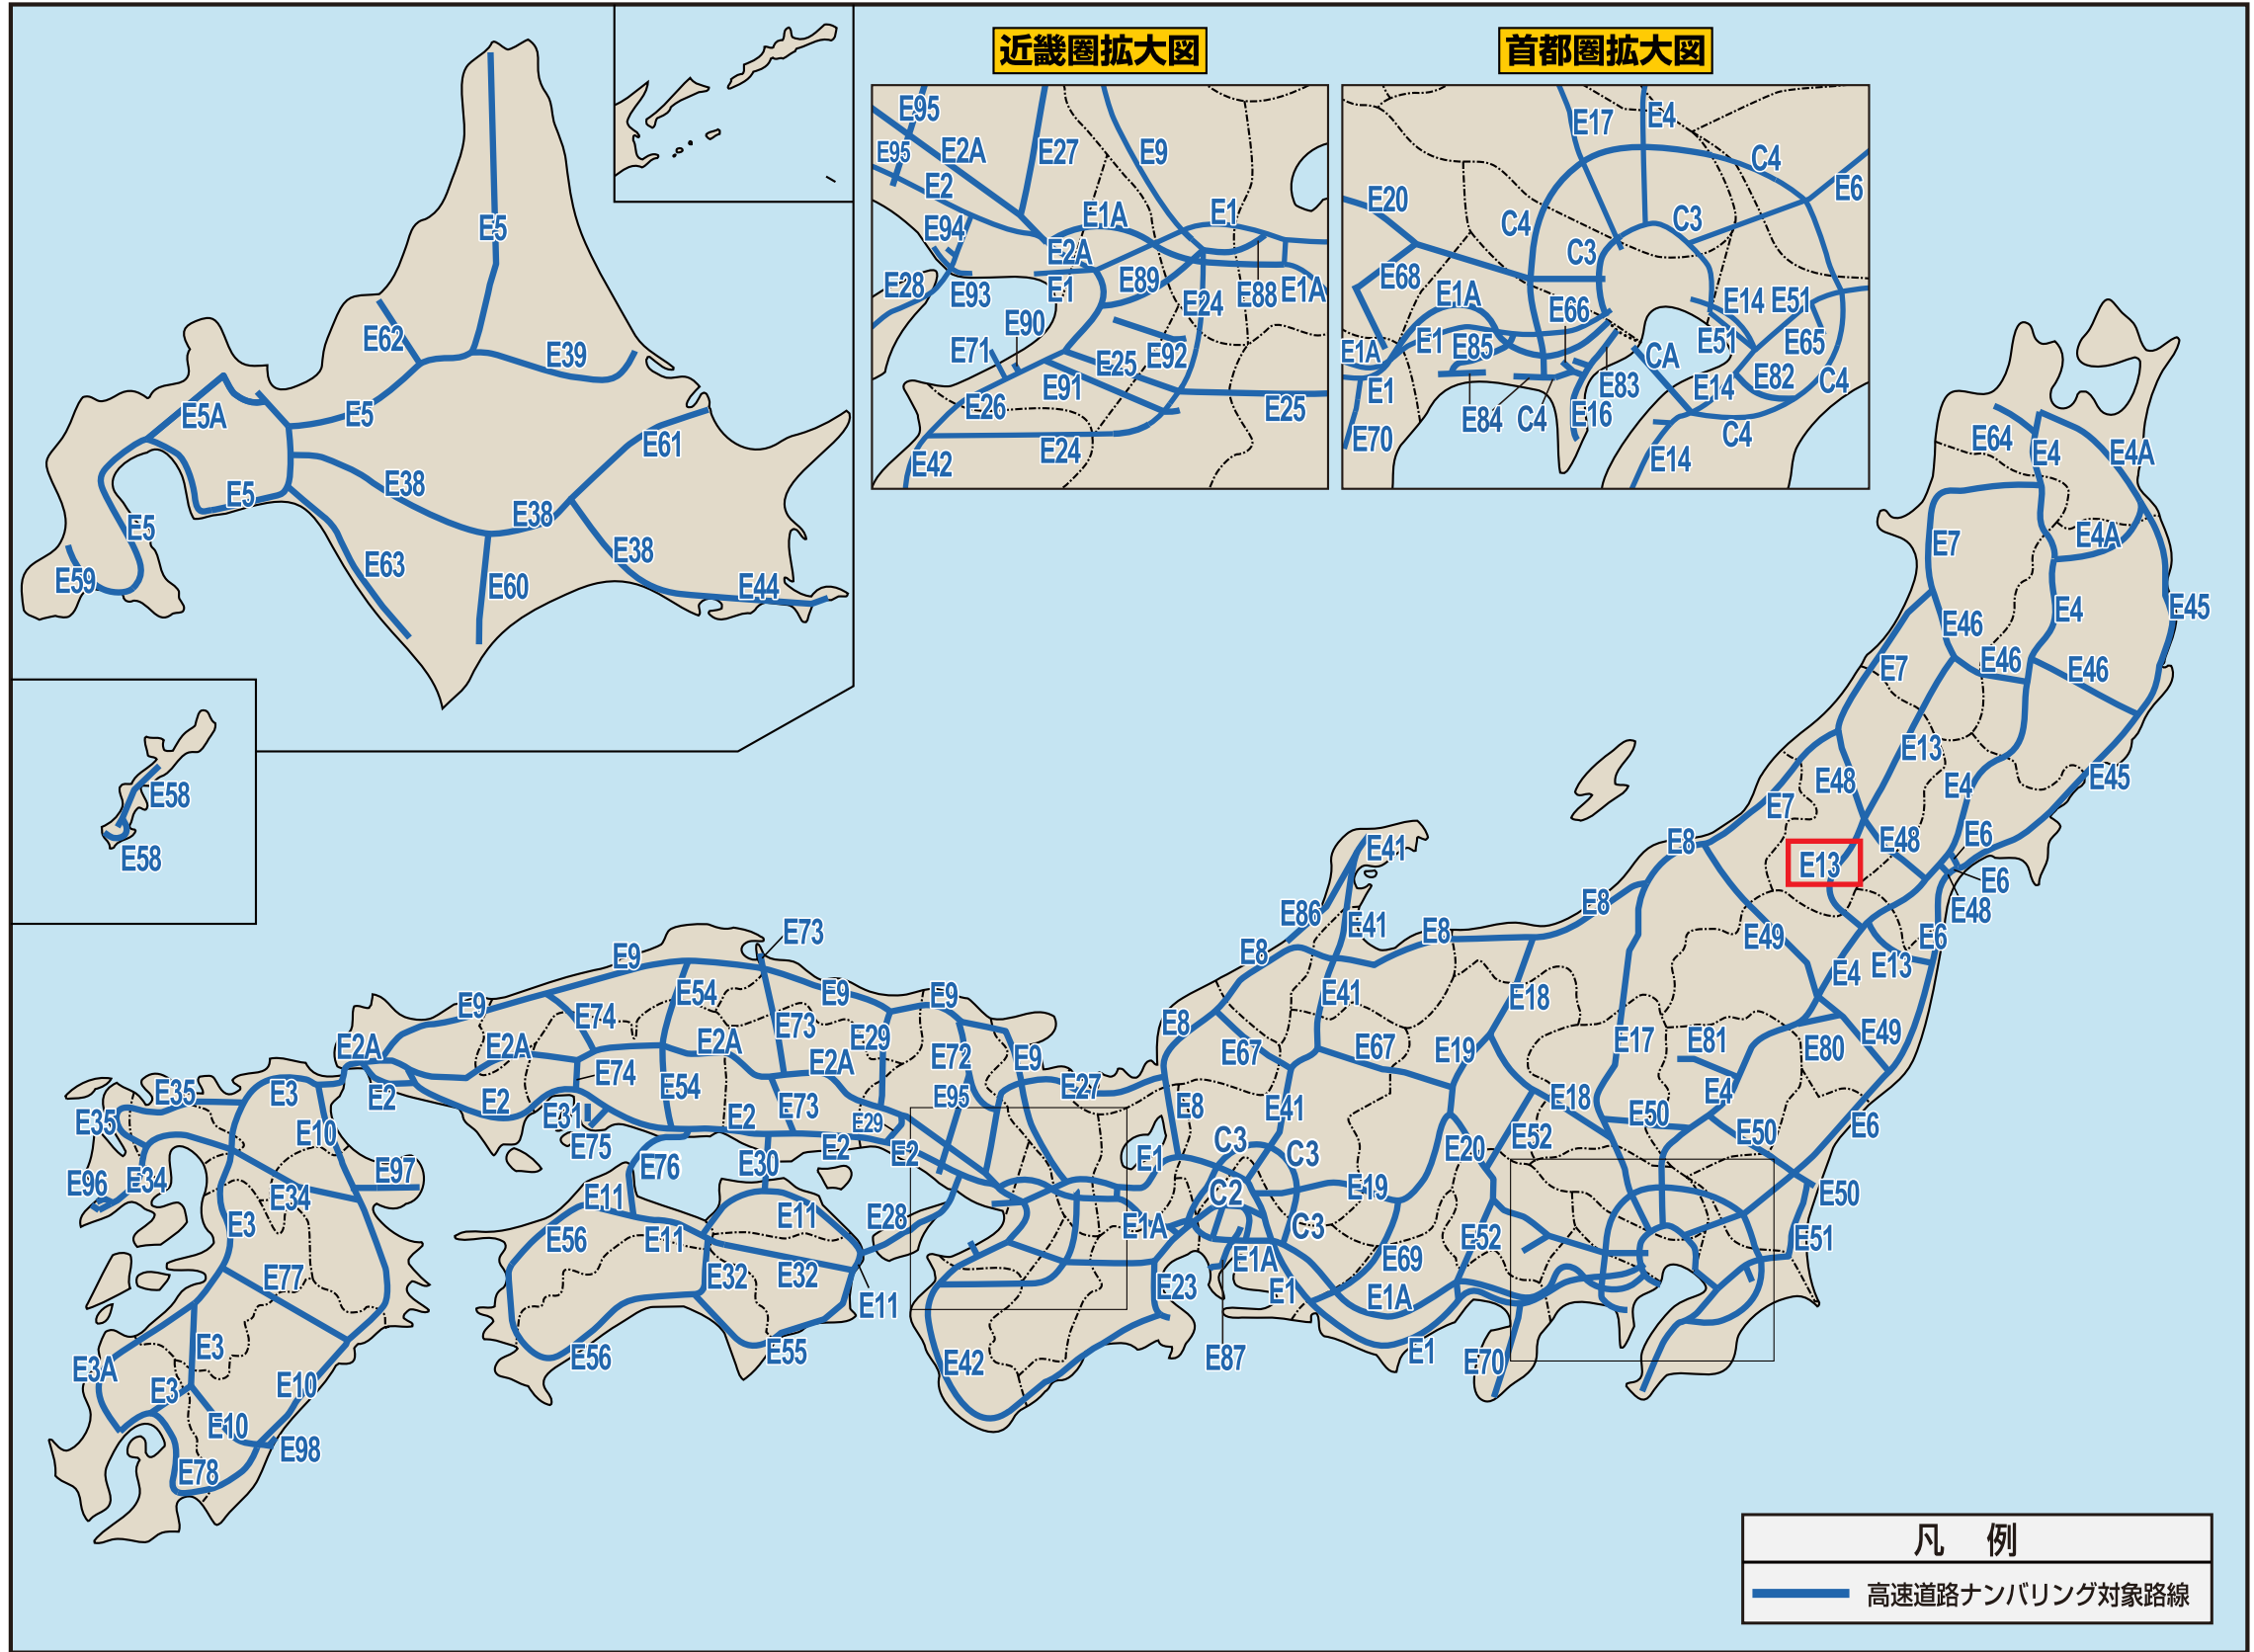 近畿圏拡大図
首都圏拡大図
E5
E62
E39
E5A
E5
E61
E38
E5
E38
E5
E38
E63
E59
E60
E44
E58
E58
E95
E95
E2A
E27
E9
E2
E94
E1A
E1
E2A
E28
E93
E1
E89
E24
E88
E1A
E90
E71
E25
E92
E91
E26
E25
E24
E42
E17
E4
C4
E6
E20
C4
C3
C3
E68
E1A
E66
E14
E51
E1
E85
E51
E65
E1A
CA
E83
E14
E82
C4
E1
E84
C4
E16
E70
C4
E14
E64
E4
E4A
E7
E4A
E4
E45
E46
E46
E46
E7
E13
E48
E4
E45
E7
E8
E13
E48
E6
E6
E48
E8
E49
E6
E13
E4
E41
E86
E41
E8
E8
E41
E18
E17
E81
E80
E49
E8
E67
E67
E19
E18
E4
E50
E50
E6
E8
E41
E52
E20
C3
C3
E1
C2
E19
E50
E1A
C3
E52
E51
E1A
E69
E23
E1
E1A
E87
E1
E70
E73
E9
E54
E9
E9
E9
E74
E73
E29
E2A
E2A
E2A
E2A
E72
E9
E74
E54
E95
E27
E2
E2
E31
E2
E73
E29
E75
E2
E2
E76
E30
E11
E11
E28
E56
E11
E32
E32
E11
E56
E55
E42
E35
E3
E35
E10
E96
E34
E97
E34
E3
E77
E3
E3A
E3
E10
E10
E98
E78
凡 例
高速道路ナンバリング対象路線